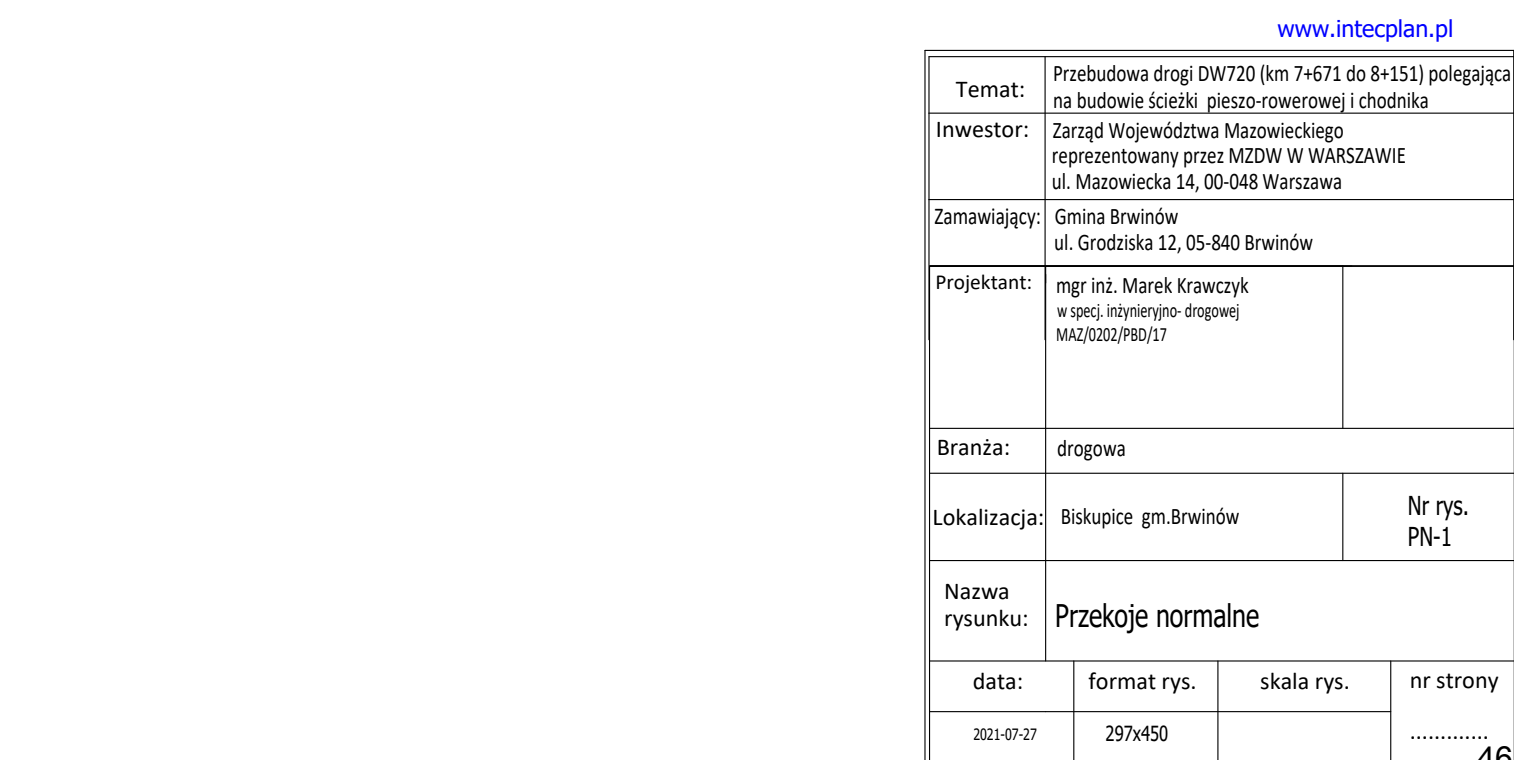 www.intecplan.pl
Temat:
Przebudowa drogi DW720 (km 7+671 do 8+151) polegająca
na budowie ścieżki pieszo-rowerowej i chodnika
Inwestor:
Zarząd Województwa Mazowieckiego
reprezentowany przez MZDW W WARSZAWIE
ul. Mazowiecka 14, 00-048 Warszawa
Zamawiający:
Gmina Brwinów
ul. Grodziska 12, 05-840 Brwinów
Projektant:
mgr inż. Marek Krawczyk
w specj. inżynieryjno- drogowej
MAZ/0202/PBD/17
Branża:
drogowa
Lokalizacja:
Biskupice gm.Brwinów
Nr rys.
PN-1
Nazwa
rysunku:
Przekoje normalne
data:
format rys.
skala rys.
nr strony
2021-07-27
297x450
.............
46